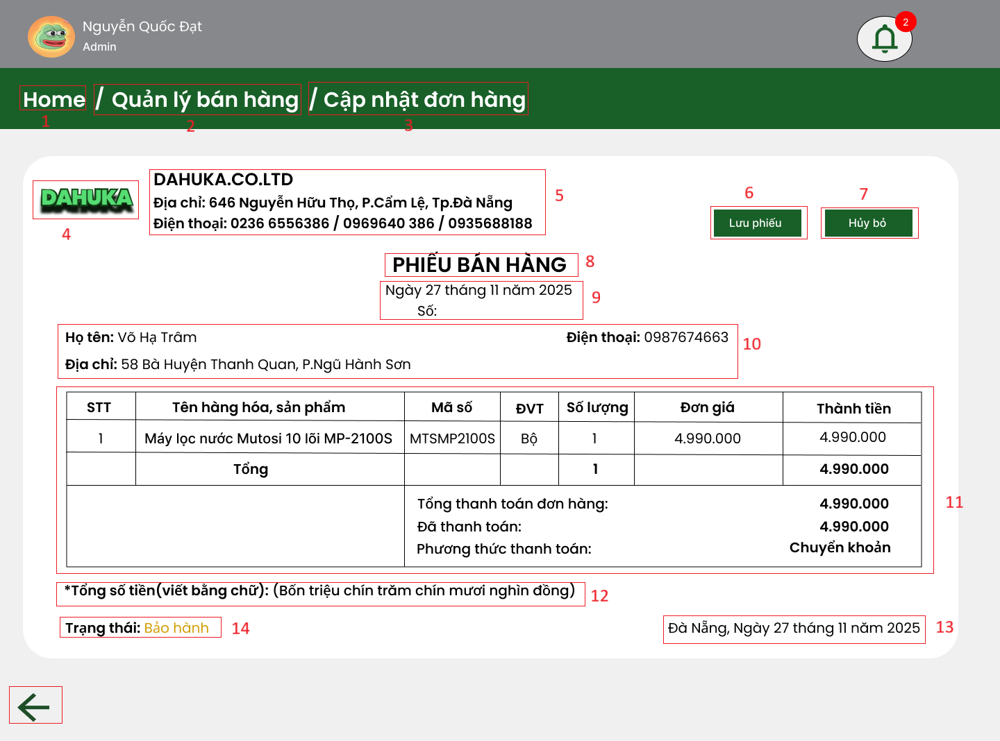 Nguyễn Quốc Đạt
Admin
2
Home / Quản lý bán hàng / Cập nhật đơn hàng
1 2 3
DAHUKA
4
DAHUKA.CO.LTD
Địa chỉ: 646 Nguyễn Hữu Thọ, P.Cẩm Lệ, Tp.Đà Nẵng
Điện thoại: 0236 6556386 / 0969640 386 / 0935688188
5
6 7
Lưu phiếu Hủy bỏ
PHIẾU BÁN HÀNG 8
Ngày 27 tháng 11 năm 2025 9
Số:
Họ tên: Võ Hạ Trâm Điện thoại: 0987674663 10
Địa chỉ: 58 Bà Huyện Thanh Quan, P.Ngũ Hành Sơn
STT Tên hàng hóa, sản phẩm Mã số ĐVT Số lượng Đơn giá Thành tiền
1 Máy lọc nước Mutosi 10 lõi MP-2100S MTSMP2100S Bộ 1 4.990.000 4.990.000
Tổng 1 4.990.000
Tổng thanh toán đơn hàng: 4.990.000 11
Đã thanh toán: 4.990.000
Phương thức thanh toán: Chuyển khoản
*Tổng số tiền(viết bằng chữ): (Bốn triệu chín trăm chín mươi nghìn đồng) 12
Trạng thái: Bảo hành 14 Đà Nẵng, Ngày 27 tháng 11 năm 2025 13